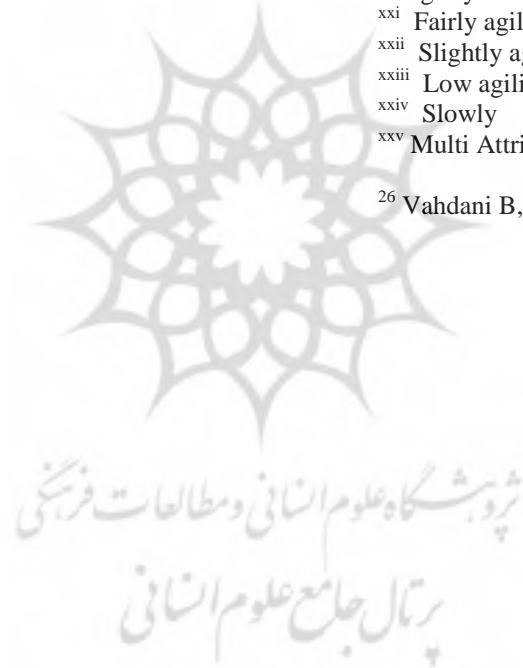 xxi Fairly agil
xxii Slightly ag
xxiii Low agili
xxiv Slowly
xxv Multi Attri
26 Vahdani B,
پژوهشگاه علوم انسانی و مطالعات فرهنگی
پرتال جامع علوم انسانی